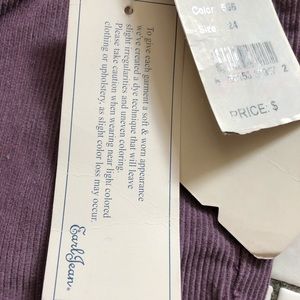 To give each garment a soft & worn appearance
we've created a dye technique that will leave
slight irregularities and uneven coloring.
Please take caution when wearing near light colored
clothing or upholstery, as slight color loss may occur.
Earl Jean®
Color
Size 24
PRICE: $